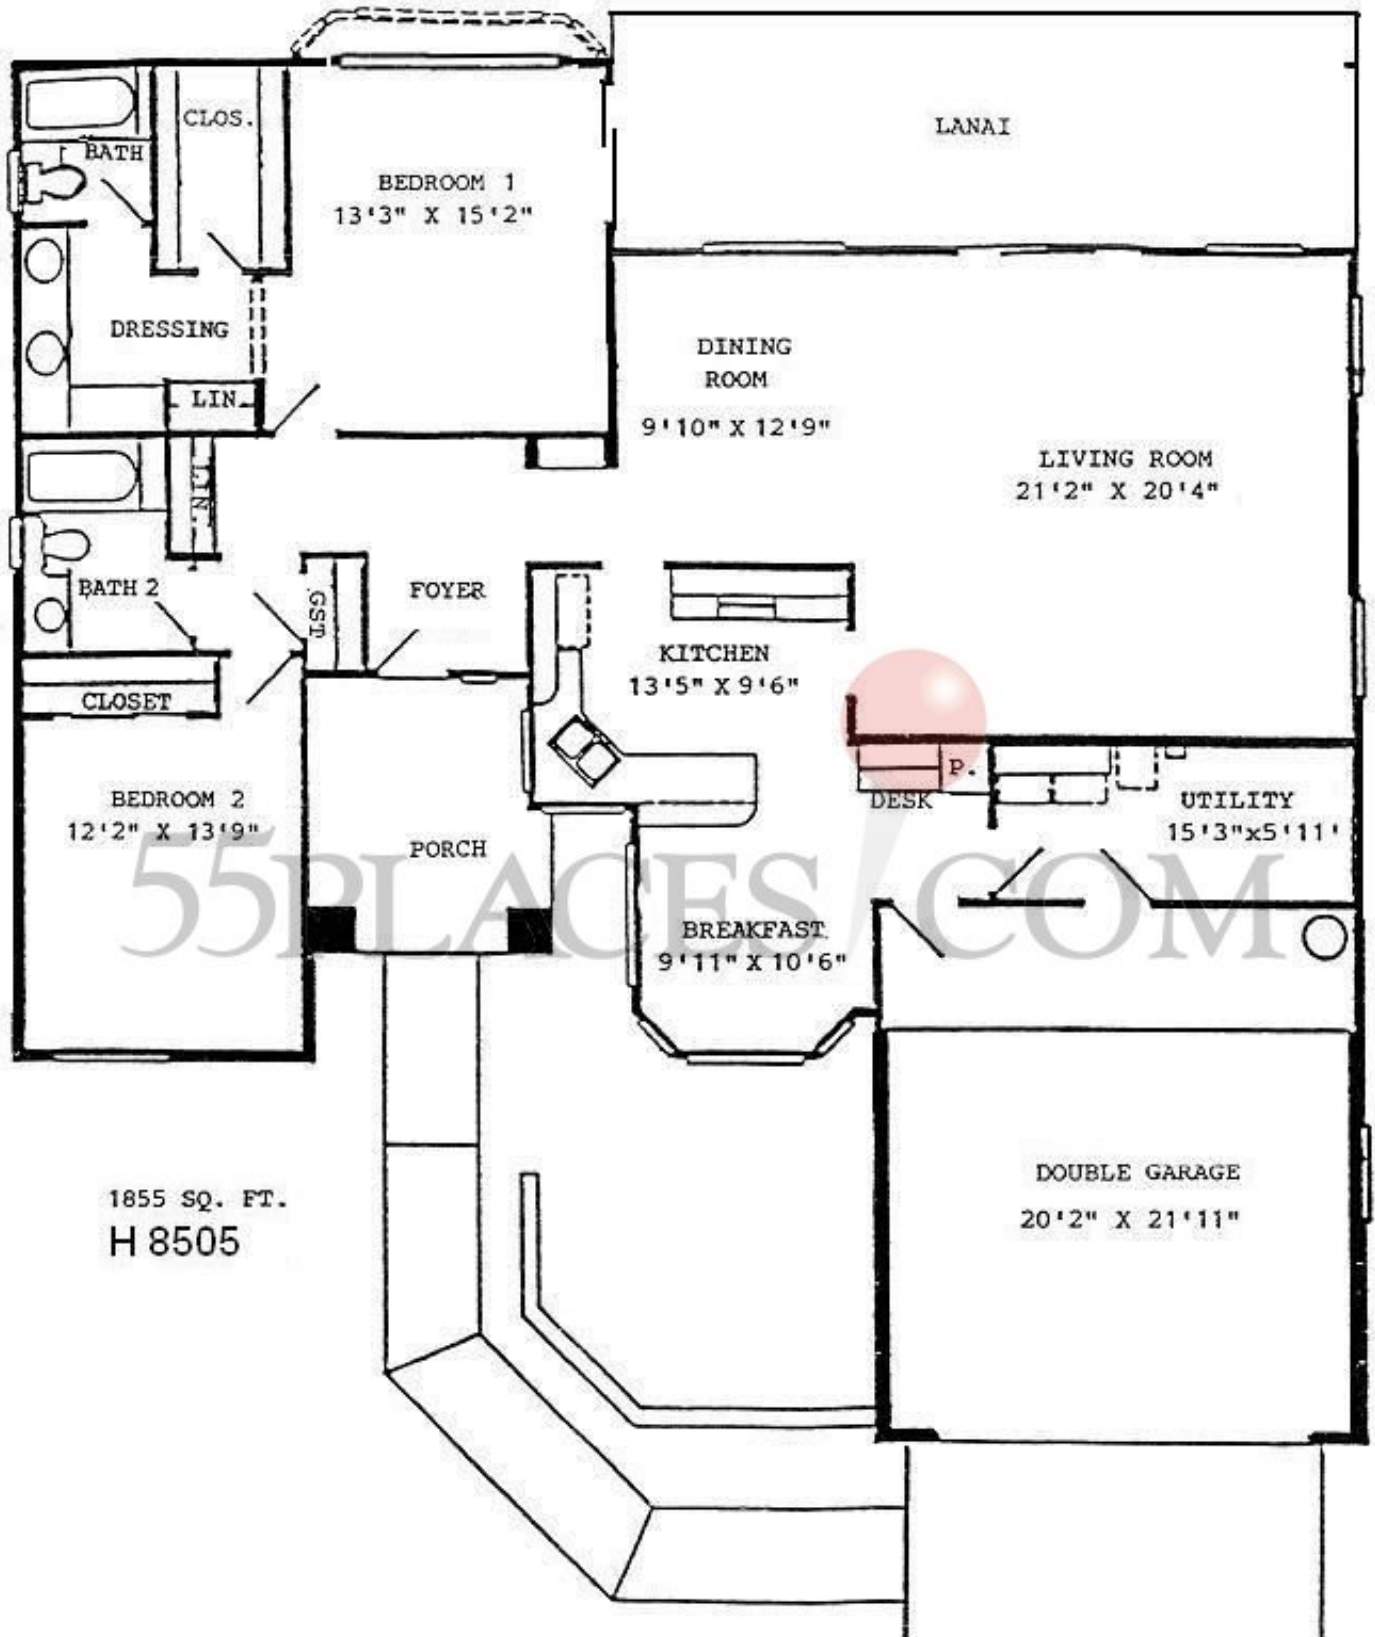 CLOS.
LANAI
BATH
BEDROOM 1
13'3" X 15'2"
DRESSING
DINING
ROOM
9'10" X 12'9"
LIN.
LIVING ROOM
21'2" X 20'4"
LIN.
BATH 2
GST
FOYER
KITCHEN
13'5" X 9'6"
CLOSET
P.
DESK
UTILITY
15'3"x5'11'
BEDROOM 2
12'2" X 13'9"
PORCH
55PLACES.COM
BREAKFAST
9'11" X 10'6"
DOUBLE GARAGE
20'2" X 21'11"
1855 SQ. FT.
H 8505